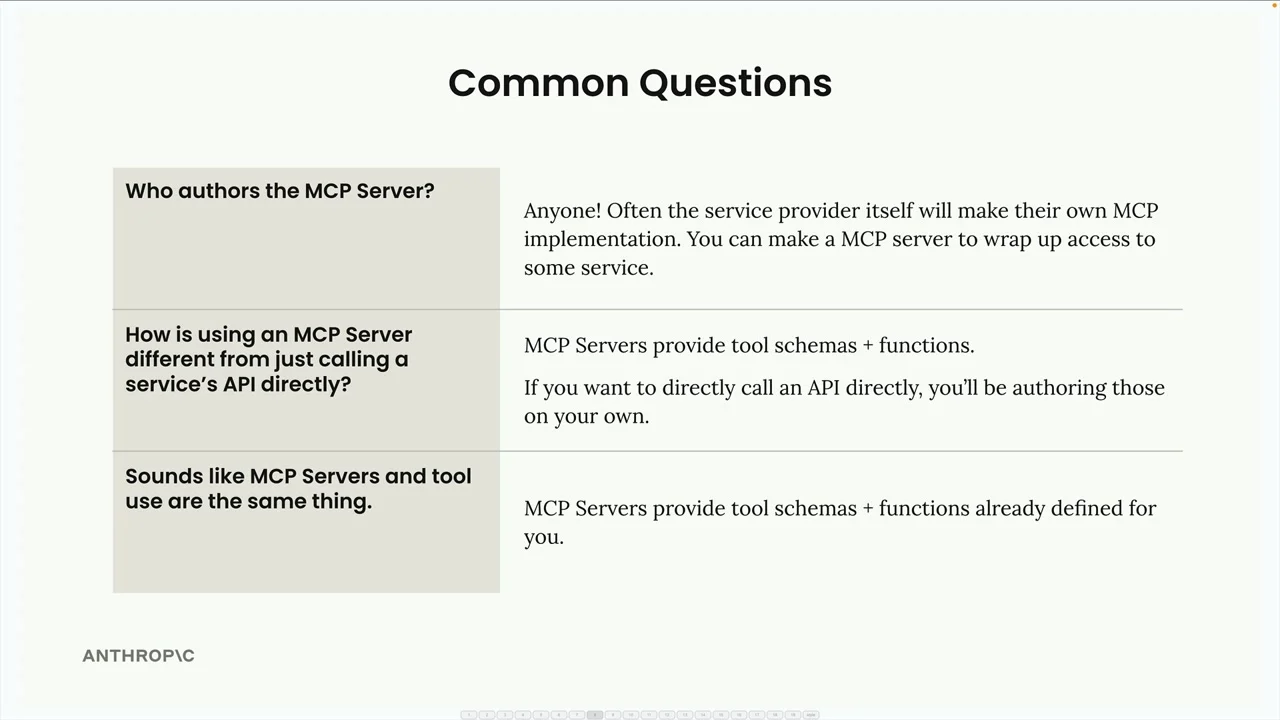 Common Questions
Who authors the MCP Server?
Anyone! Often the service provider itself will make their own MCP
implementation. You can make a MCP server to wrap up access to
some service.
How is using an MCP Server
different from just calling a
service’s API directly?
MCP Servers provide tool schemas + functions.
If you want to directly call an API directly, you’ll be authoring those
on your own.
Sounds like MCP Servers and tool
use are the same thing.
MCP Servers provide tool schemas + functions already defined for
you.
ANTHROP\C